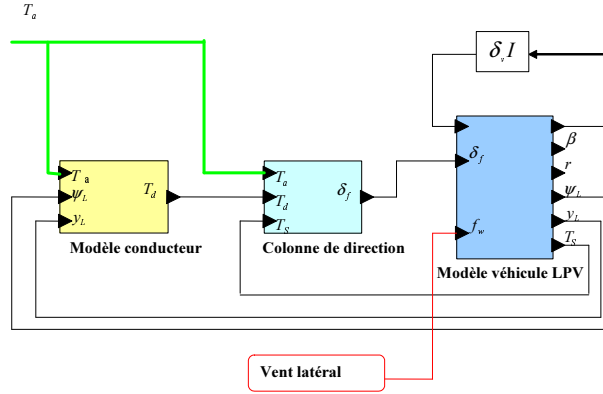 T_a
δ_v I
T_a
ψ_L
y_L
T_d
Modèle conducteur
T_a
T_d
T_S
δ_f
Colonne de direction
δ_f
f_w
β
r
ψ_L
y_L
T_S
Modèle véhicule LPV
Vent latéral